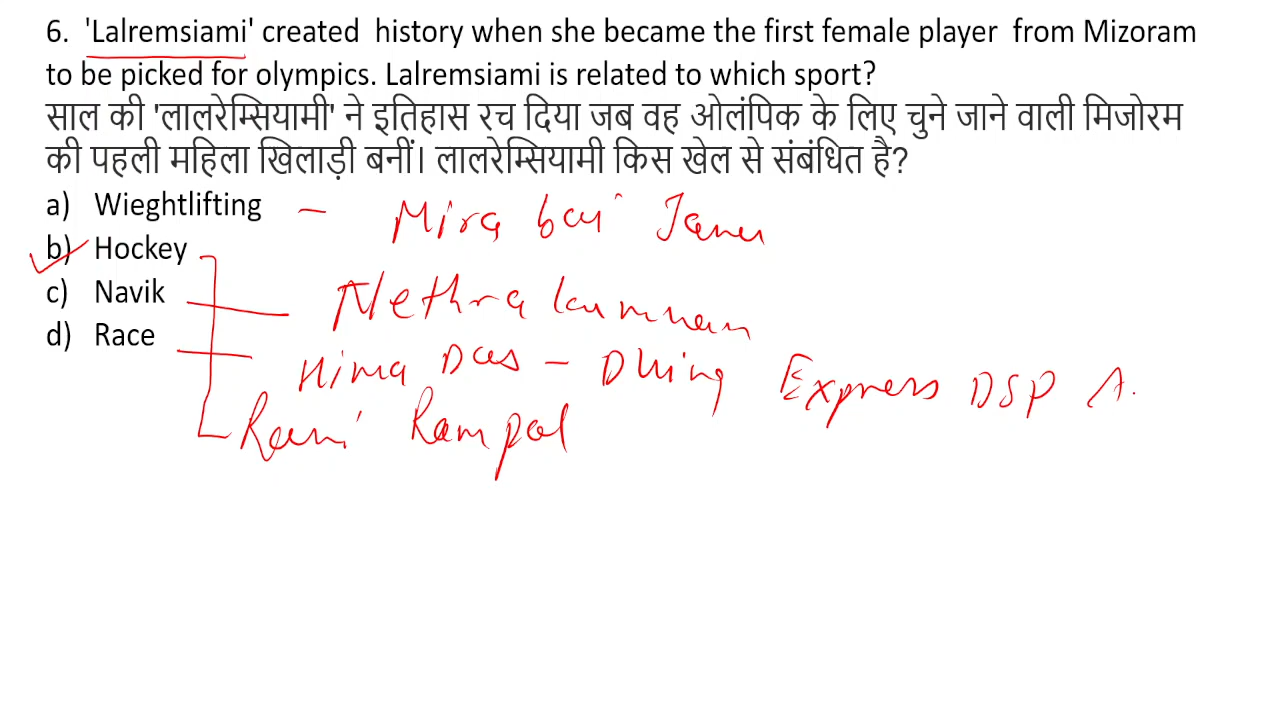 6. 'Lalremsiami' created history when she became the first female player from Mizoram
to be picked for olympics. Lalremsiami is related to which sport?
साल की 'लालरेम्सियामी' ने इतिहास रच दिया जब वह ओलंपिक के लिए चुने जाने वाली मिजोरम
की पहली महिला खिलाड़ी बनीं। लालरेम्सियामी किस खेल से संबंधित है?
a) Wieghtlifting - Mira bai
b) Hockey
c) Navik - Nethra
d) Race
Hima Das - Dhing Express DSP A.
Rani Rampal